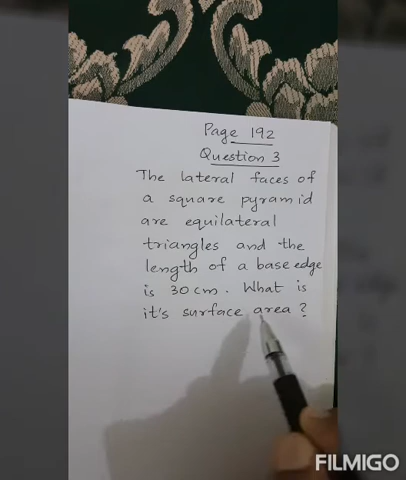 Page 192
Question 3
The lateral faces of
a square pyramid
are equilateral
triangles and the
length of a base edge
is 30 cm. What is
it's surface area?
FILMIGO